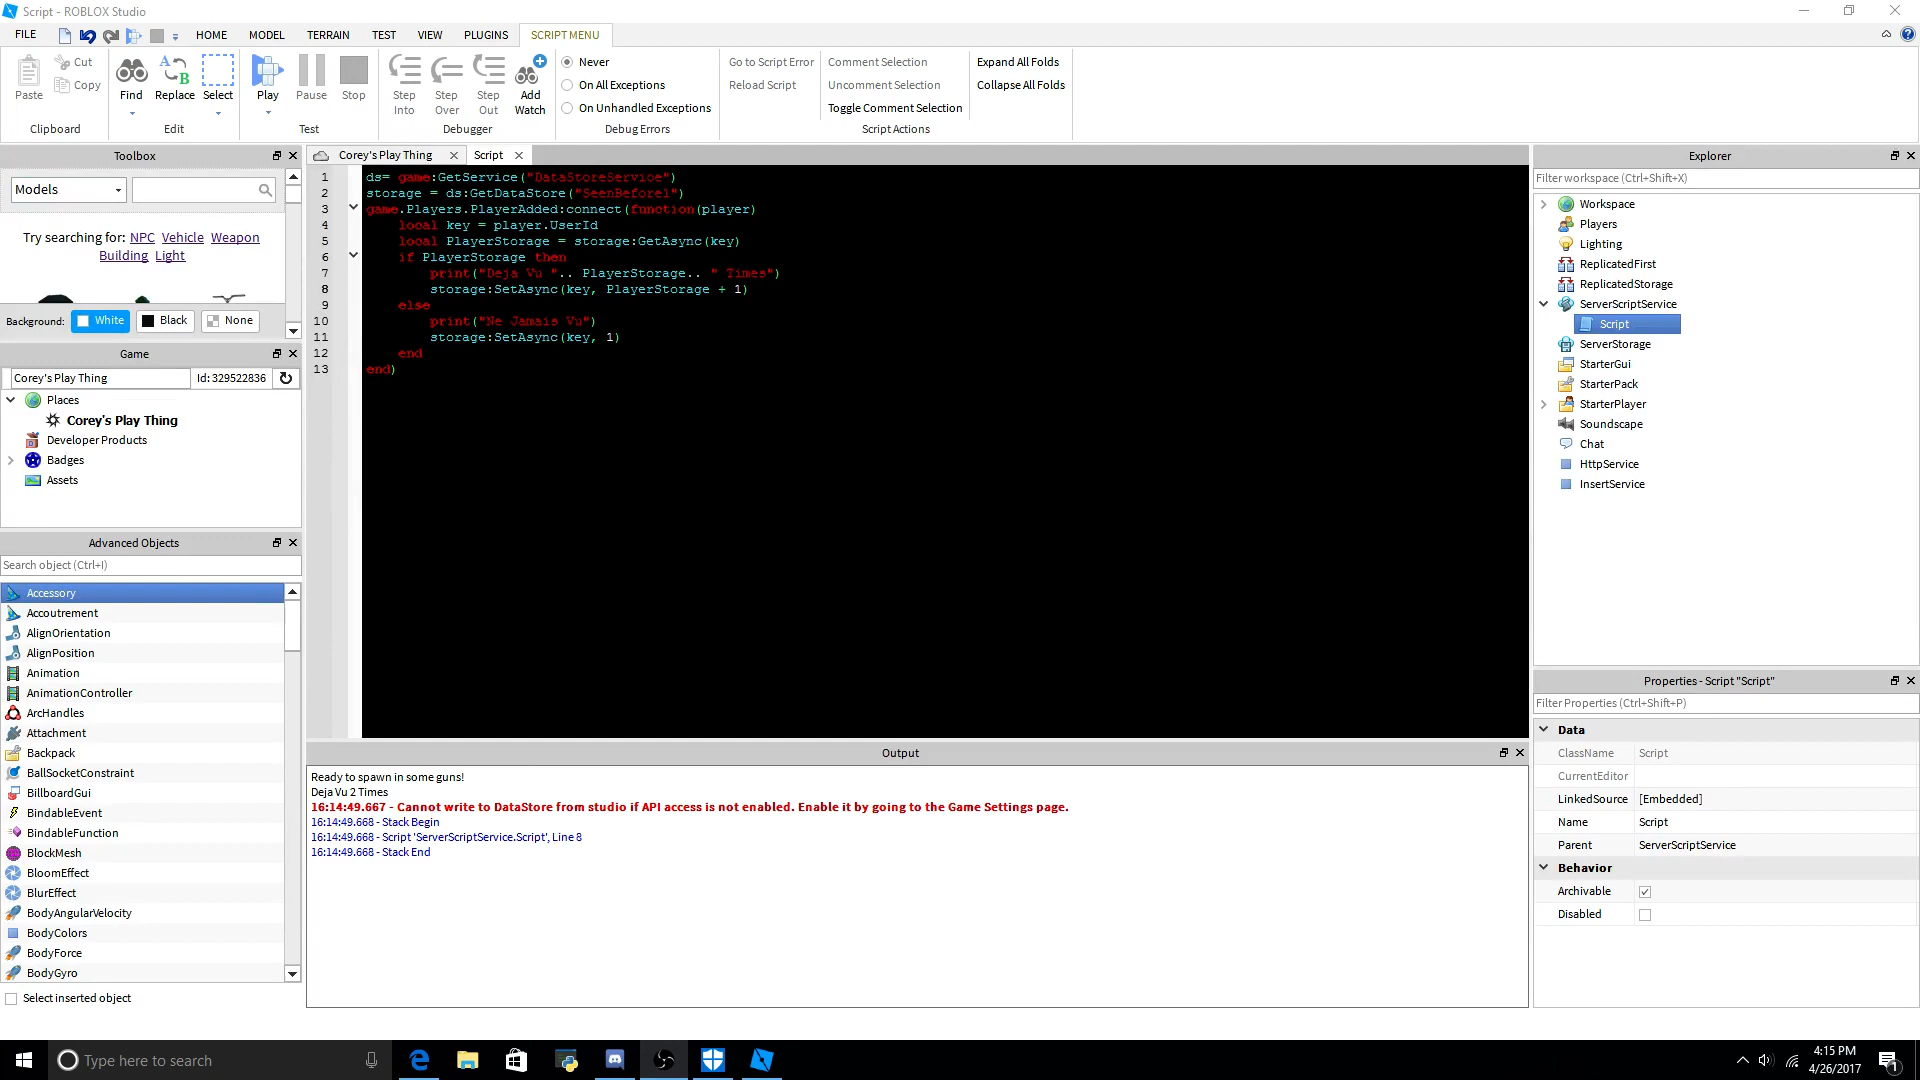 Script - ROBLOX Studio
FILE HOME MODEL TERRAIN TEST VIEW PLUGINS SCRIPT MENU
Paste Cut Copy Clipboard
Find Replace Select Edit
Play Pause Stop Test
Step Into Step Over Step Out Add Watch Debugger
Never
On All Exceptions
On Unhandled Exceptions
Debug Errors
Go to Script Error
Reload Script
Comment Selection
Uncomment Selection
Toggle Comment Selection
Script Actions
Expand All Folds
Collapse All Folds
Toolbox
Models
Try searching for: NPC Vehicle Weapon
Building Light
Background: White Black None
Game
Corey's Play Thing Id: 329522836
Places
Corey's Play Thing
Developer Products
Badges
Assets
Advanced Objects
Search object (Ctrl+I)
Accessory
Accoutrement
AlignOrientation
AlignPosition
Animation
AnimationController
ArcHandles
Attachment
Backpack
BallSocketConstraint
BillboardGui
BindableEvent
BindableFunction
BlockMesh
BloomEffect
BlurEffect
BodyAngularVelocity
BodyColors
BodyForce
BodyGyro
Select inserted object
Corey's Play Thing Script
1 ds= game:GetService("DataStoreService")
2 storage = ds:GetDataStore("SeenBefore1")
3 game.Players.PlayerAdded:connect(function(player)
4 local key = player.UserId
5 local PlayerStorage = storage:GetAsync(key)
6 if PlayerStorage then
7 print("Deja Vu ".. PlayerStorage.. " Times")
8 storage:SetAsync(key, PlayerStorage + 1)
9 else
10 print("Ne Jamais Vu")
11 storage:SetAsync(key, 1)
12 end
13 end)
Output
Ready to spawn in some guns!
Deja Vu 2 Times
16:14:49.667 - Cannot write to DataStore from studio if API access is not enabled. Enable it by going to the Game Settings page.
16:14:49.668 - Stack Begin
16:14:49.668 - Script 'ServerScriptService.Script', Line 8
16:14:49.668 - Stack End
Explorer
Filter workspace (Ctrl+Shift+X)
Workspace
Players
Lighting
ReplicatedFirst
ReplicatedStorage
ServerScriptService
Script
ServerStorage
StarterGui
StarterPack
StarterPlayer
Soundscape
Chat
HttpService
InsertService
Properties - Script "Script"
Filter Properties (Ctrl+Shift+P)
Data
ClassName Script
CurrentEditor
LinkedSource [Embedded]
Name Script
Parent ServerScriptService
Behavior
Archivable
Disabled
Type here to search
4:15 PM
4/26/2017
1